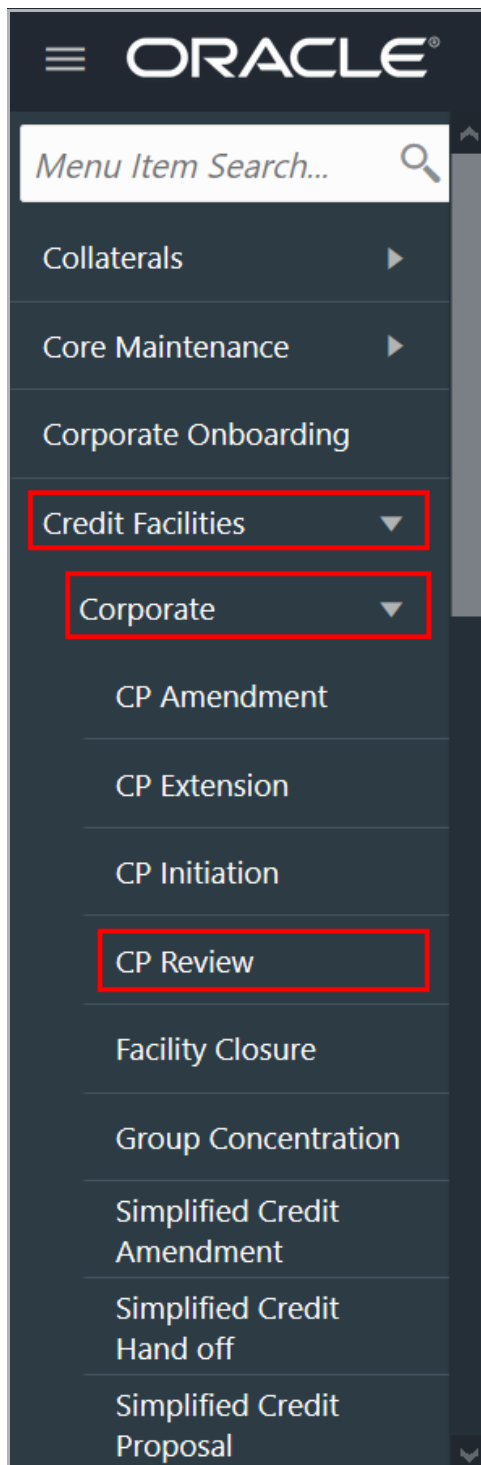 ORACLE®
Menu Item Search...
Collaterals
Core Maintenance
Corporate Onboarding
Credit Facilities
Corporate
CP Amendment
CP Extension
CP Initiation
CP Review
Facility Closure
Group Concentration
Simplified Credit
Amendment
Simplified Credit
Hand off
Simplified Credit
Proposal